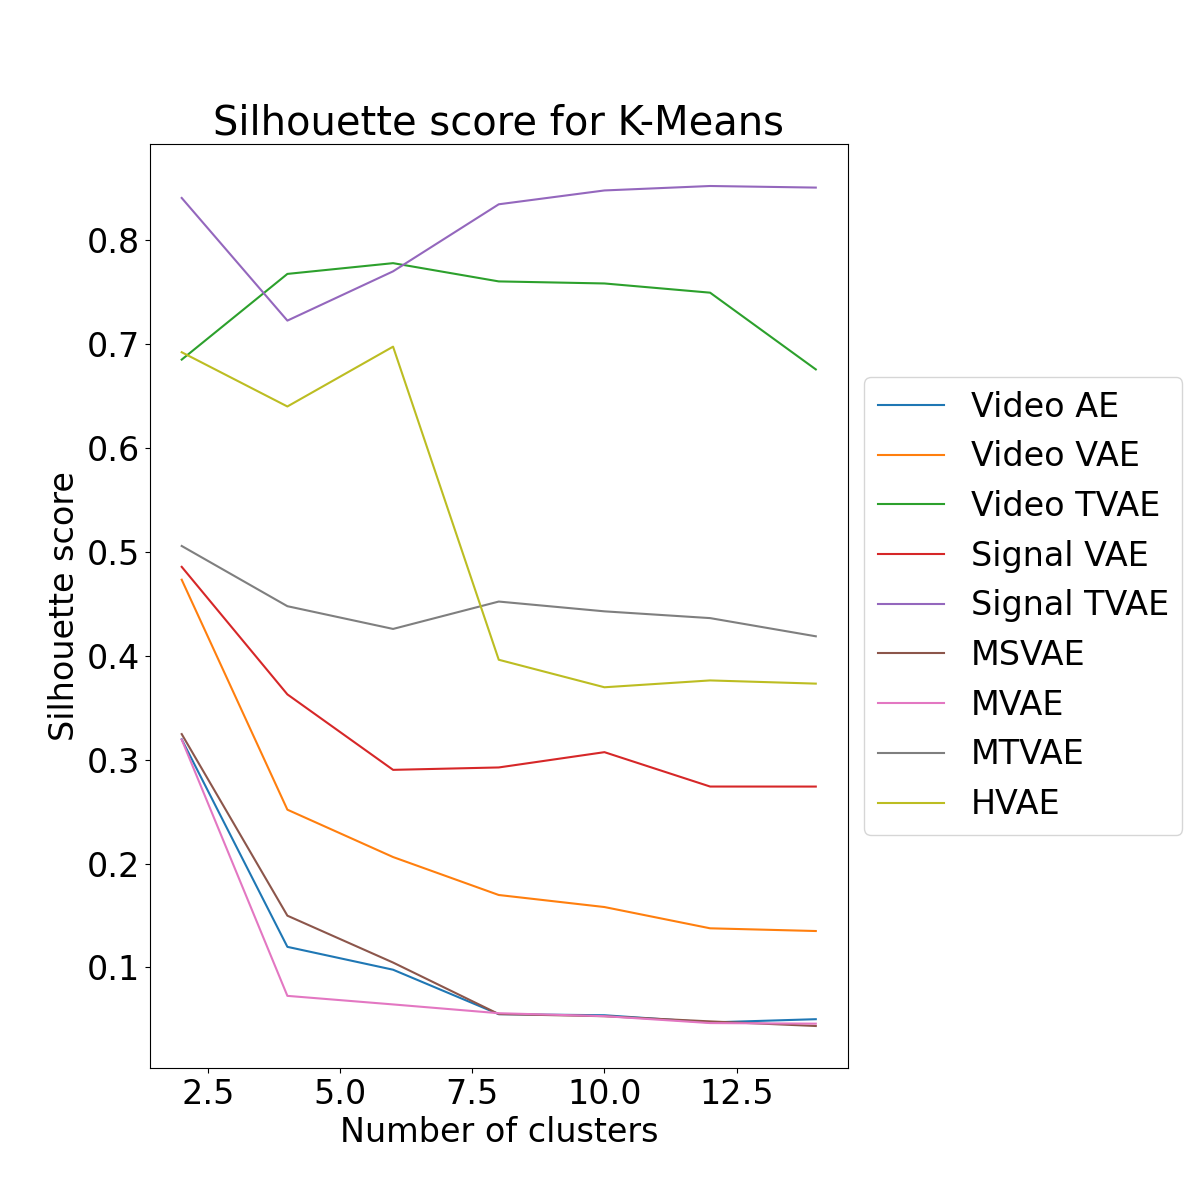 Silhouette score for K-Means
Silhouette score
0.8
0.7
0.6
0.5
0.4
0.3
0.2
0.1
2.5 5.0 7.5 10.0 12.5
Number of clusters
Video AE
Video VAE
Video TVAE
Signal VAE
Signal TVAE
MSVAE
MVAE
MTVAE
HVAE